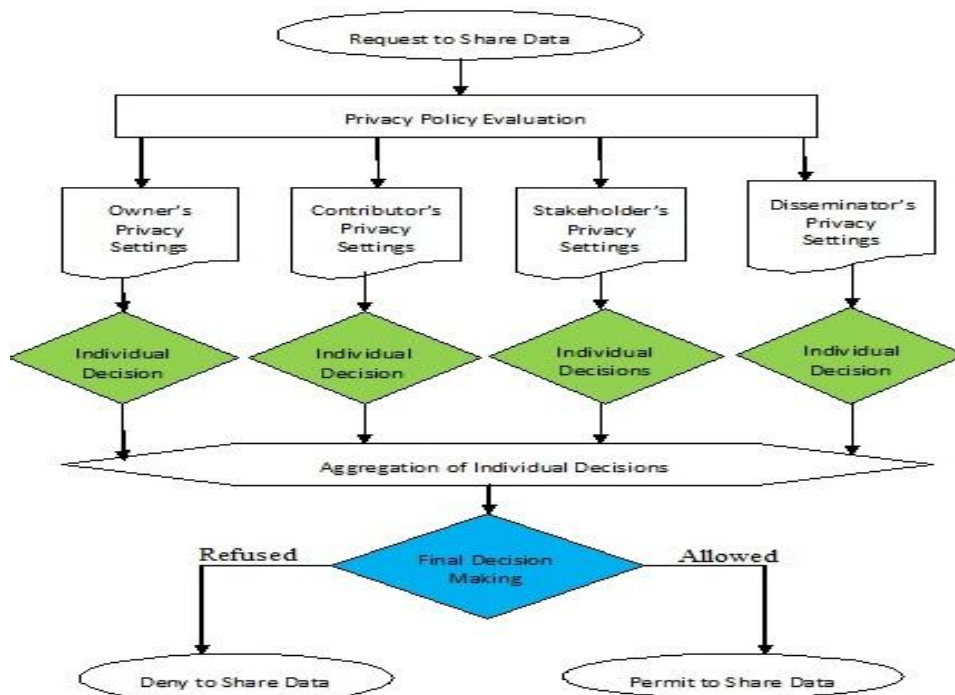 Request to Share Data
Privacy Policy Evaluation
Owner's
Privacy
Settings
Contributor's
Privacy
Settings
Stakeholder's
Privacy
Settings
Disseminator's
Privacy
Settings
Individual
Decision
Individual
Decision
Individual
Decisions
Individual
Decision
Aggregation of Individual Decisions
Final Decision
Making
Refused
Allowed
Deny to Share Data
Permit to Share Data